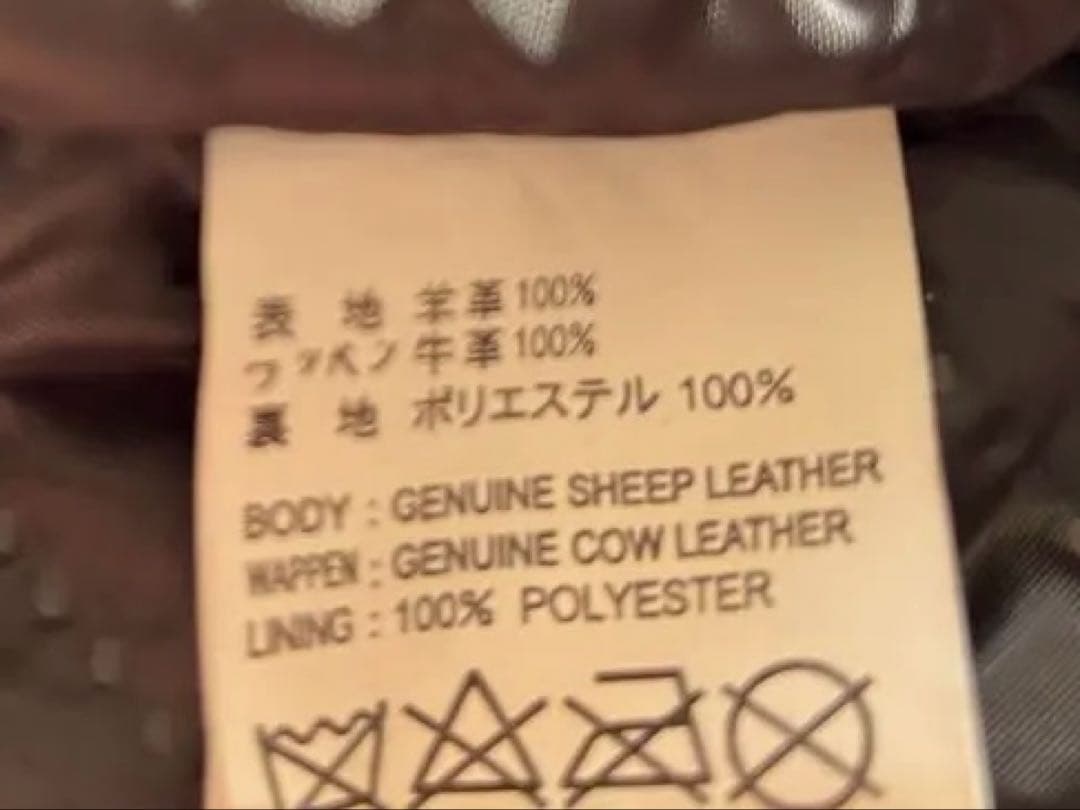 表 地 羊革100%
ワッペン 牛革100%
裏 地 ポリエステル 100%
BODY : GENUINE SHEEP LEATHER
WAPPEN : GENUINE COW LEATHER
LINING : 100% POLYESTER